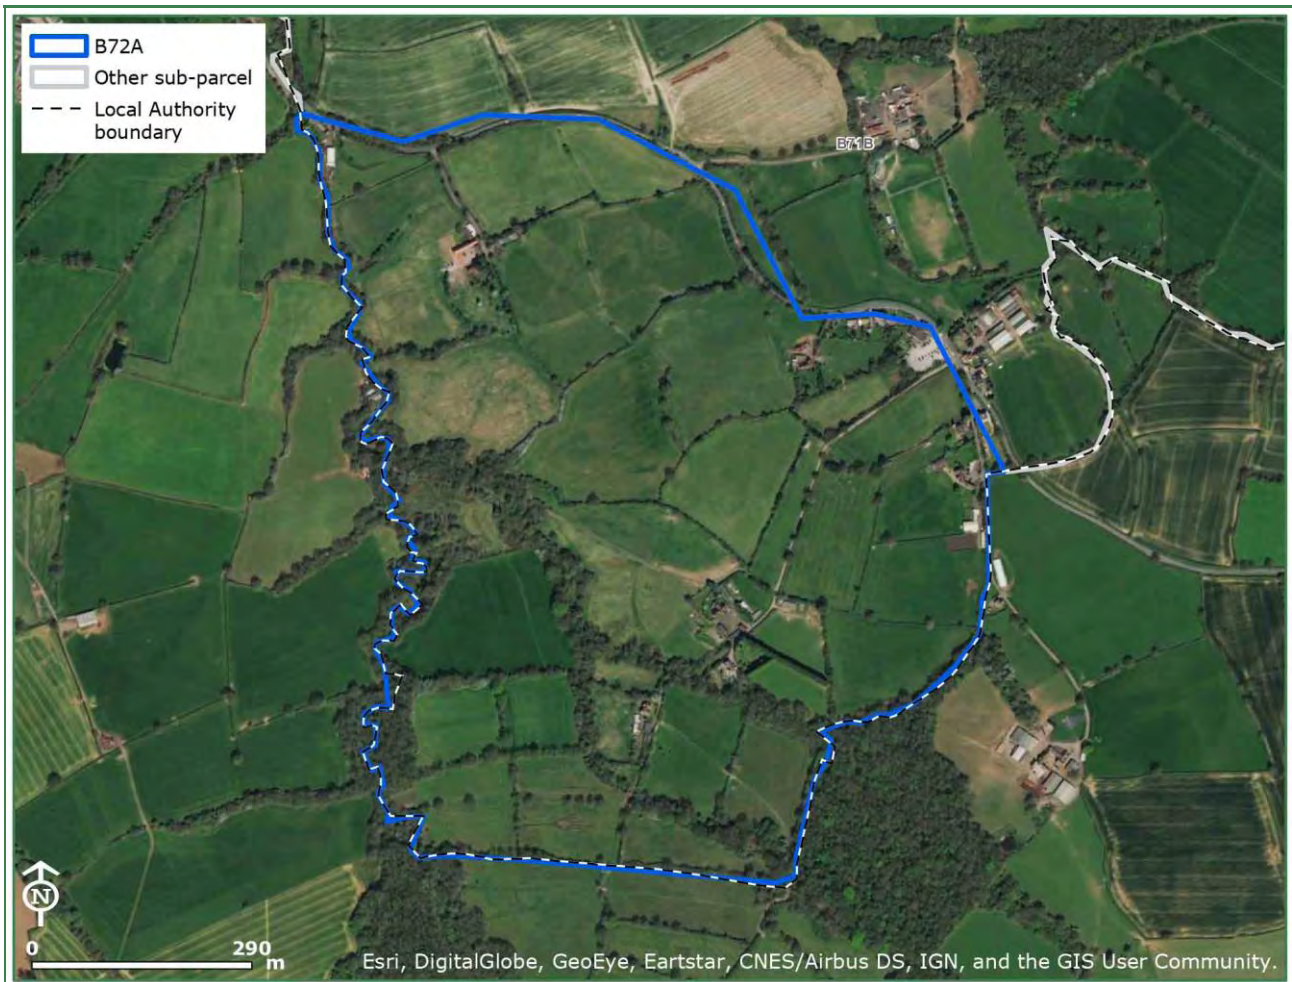 B72A
Other sub-parcel
Local Authority
boundary
B71B
N
0 290
m
Esri, DigitalGlobe, GeoEye, Eartstar, CNES/Airbus DS, IGN, and the GIS User Community.